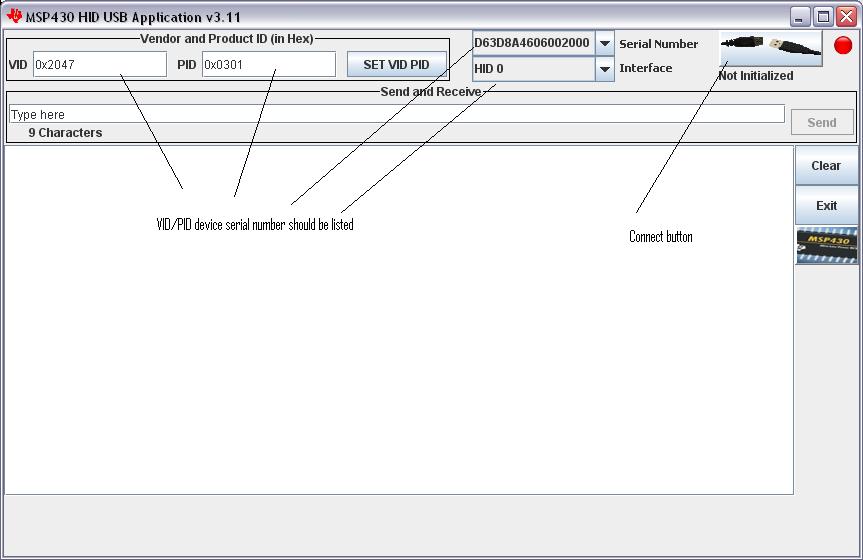 MSP430 HID USB Application v3.11
Vendor and Product ID (in Hex)
VID 0x2047 PID 0x0301 SET VID PID
D63D8A4606002000 Serial Number
HID 0 Interface
Not Initialized
Send and Receive
Type here
9 Characters
Send
Clear
Exit
MSP430
VID/PID device serial number should be listed
Connect button